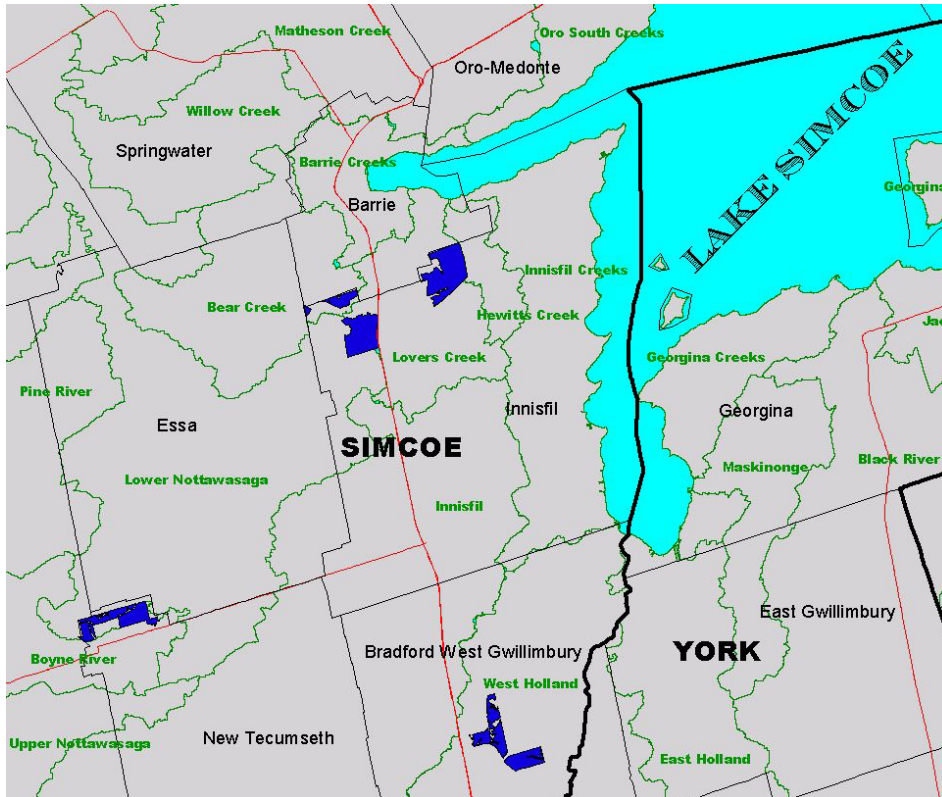 Matheson Creek
Oro South Creeks
Oro-Medonte
Willow Creek
Springwater
Barrie Creeks
LAKE SIMCOE
Georgina
Barrie
Bear Creek
Innisfil Creeks
Hewitts Creek
Jac
Lovers Creek
Georgina Creeks
Pine River
Essa
Innisfil
Georgina
SIMCOE
Maskinonge
Black River
Lower Nottawasaga
Innisfil
East Gwillimbury
Boyne River
Bradford West Gwillimbury
YORK
West Holland
New Tecumseth
Upper Nottawasaga
East Holland